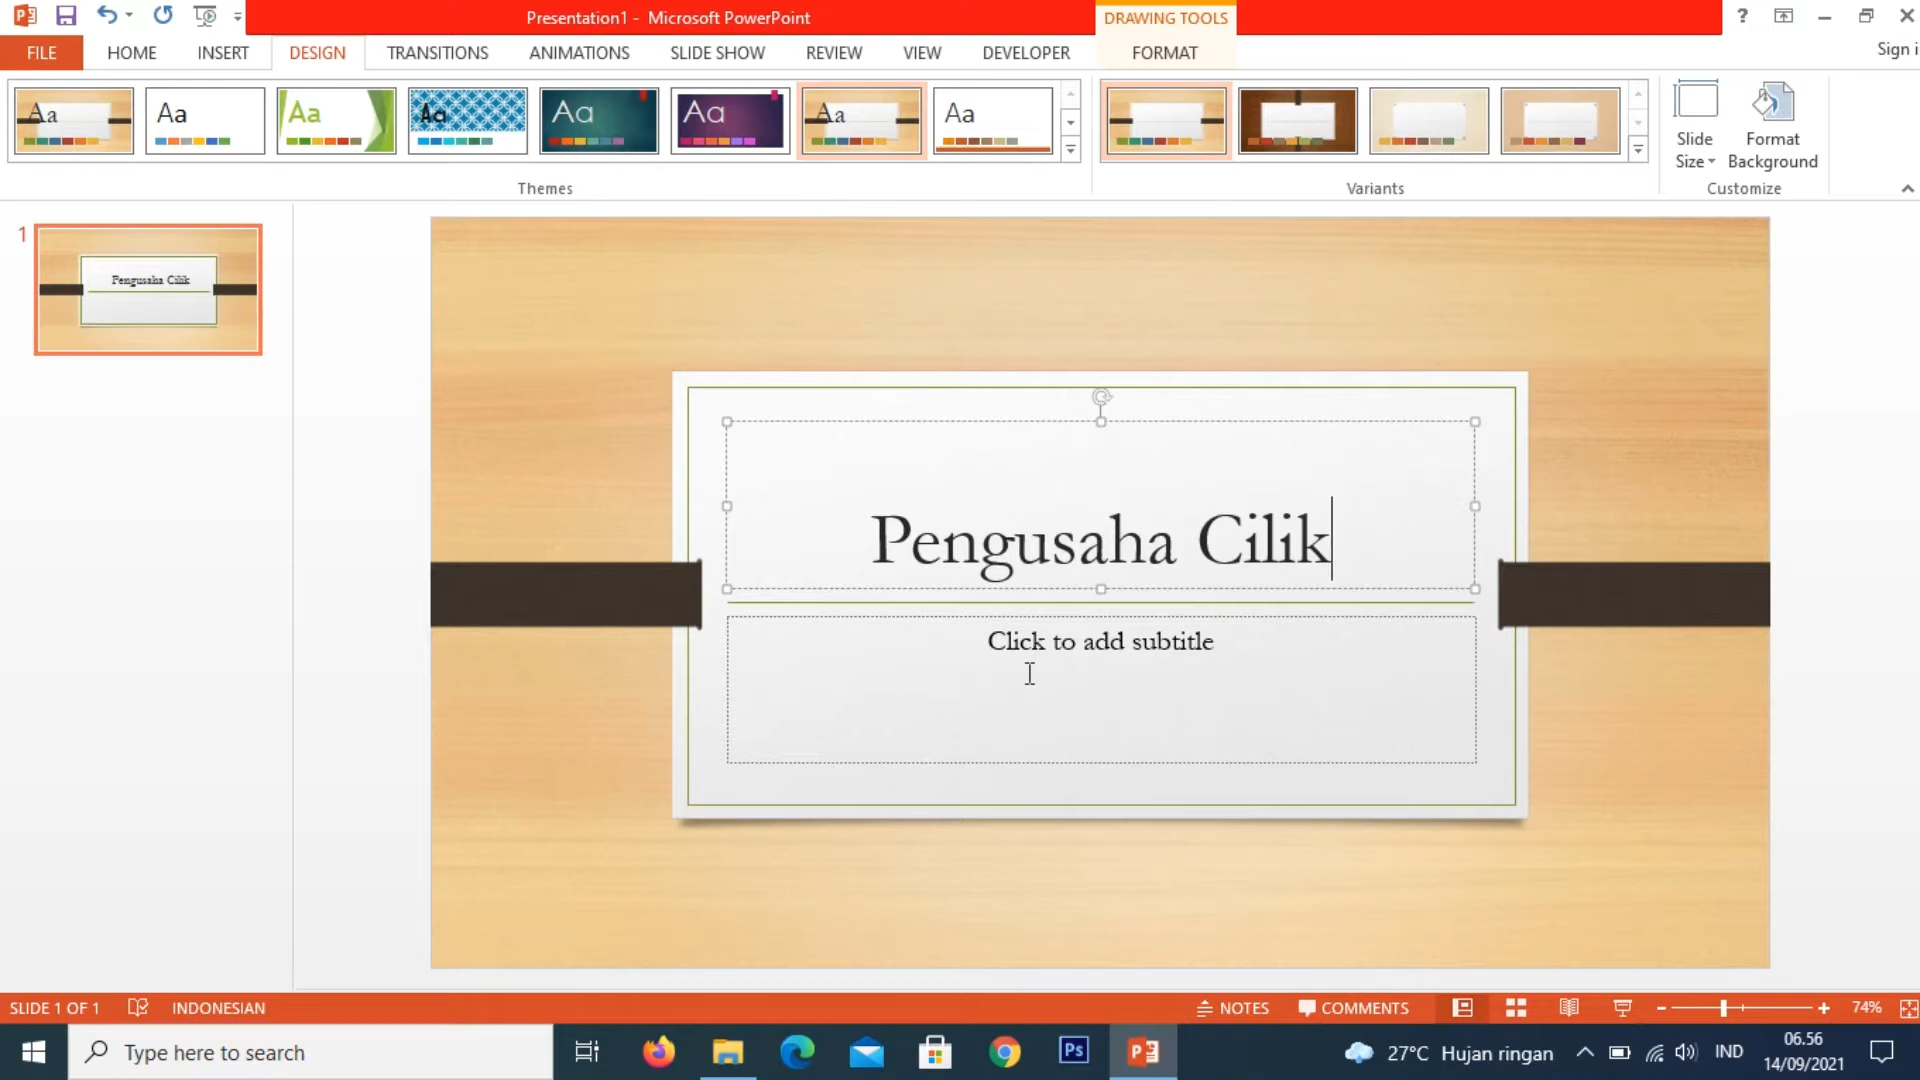 Presentation1 - Microsoft PowerPoint
DRAWING TOOLS
?
Sign i
FILE
HOME
INSERT
DESIGN
TRANSITIONS
ANIMATIONS
SLIDE SHOW
REVIEW
VIEW
DEVELOPER
FORMAT
Aa
Aa
Aa
Aa
Aa
Aa
Aa
Aa
Slide Size
Format Background
Themes
Variants
Customize
1
Pengusaha Cilik
Pengusaha Cilik
Click to add subtitle
SLIDE 1 OF 1
INDONESIAN
NOTES
COMMENTS
74%
Type here to search
Ps
27°C Hujan ringan
IND
06.56
14/09/2021